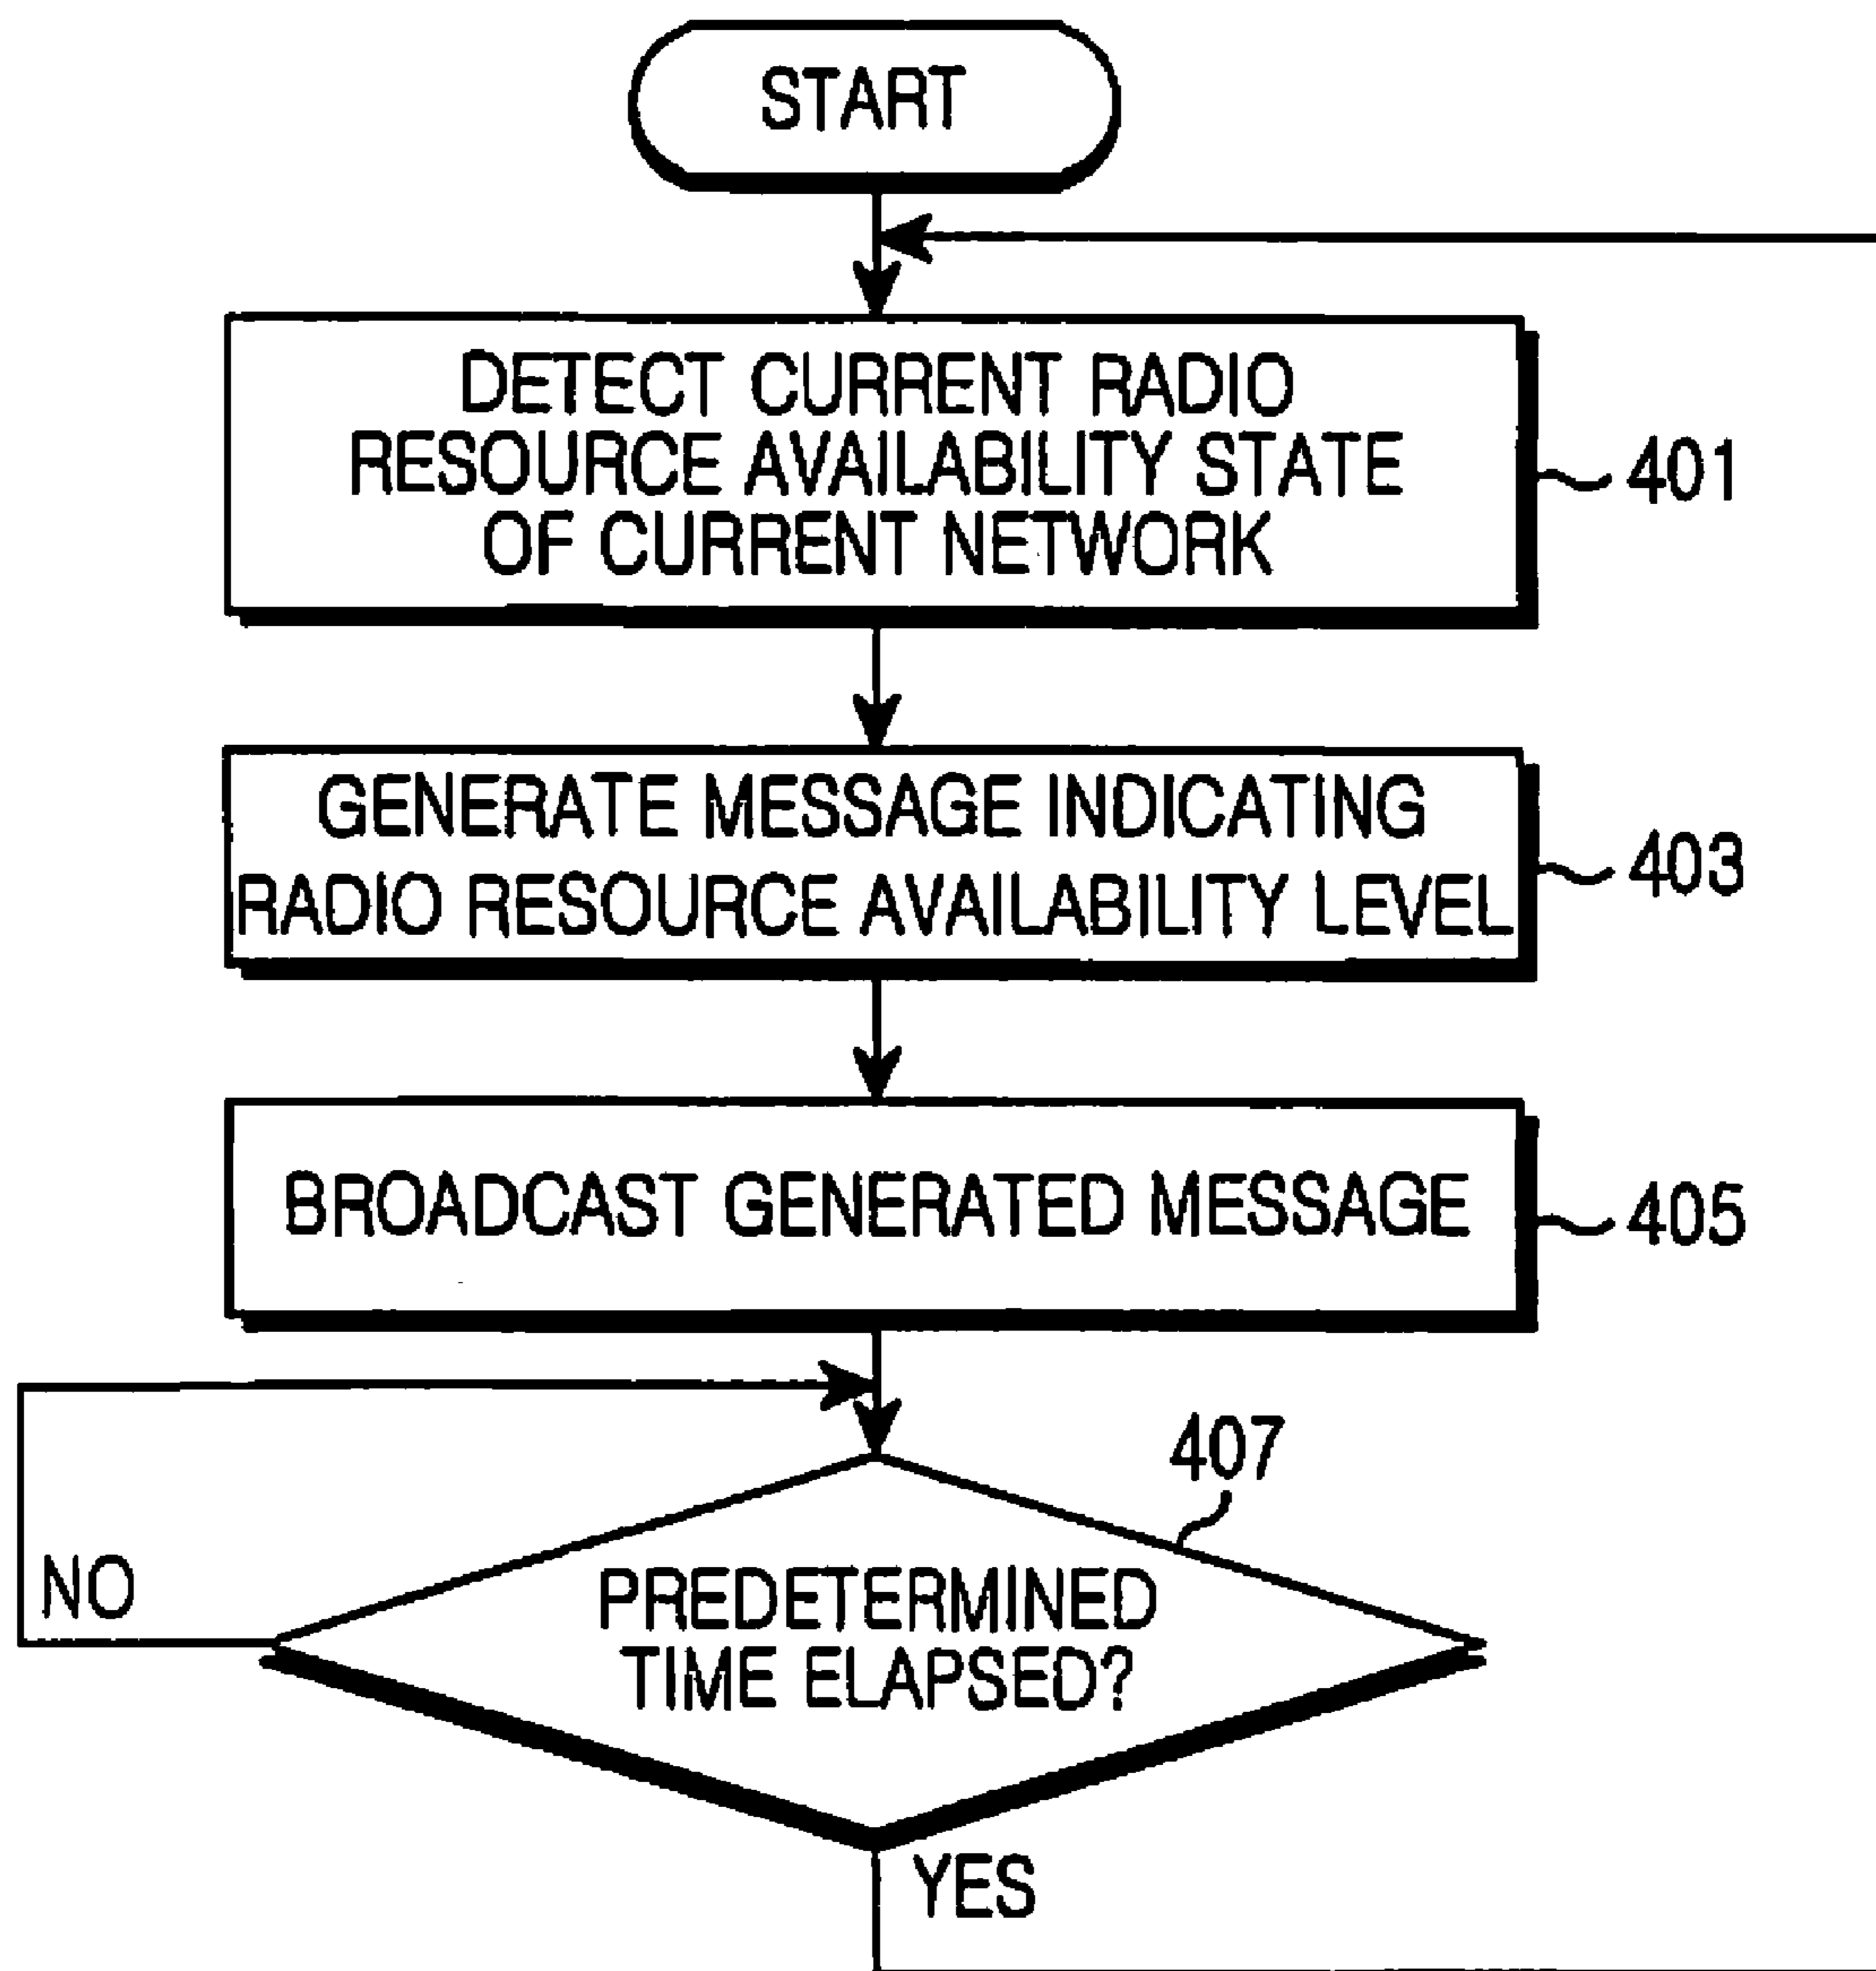 START
DETECT CURRENT RADIO
RESOURCE AVAILABILITY STATE
OF CURRENT NETWORK
401
GENERATE MESSAGE INDICATING
RADIO RESOURCE AVAILABILITY LEVEL
403
BROADCAST GENERATED MESSAGE
405
407
NO
PREDETERMINED
TIME ELAPSED?
YES